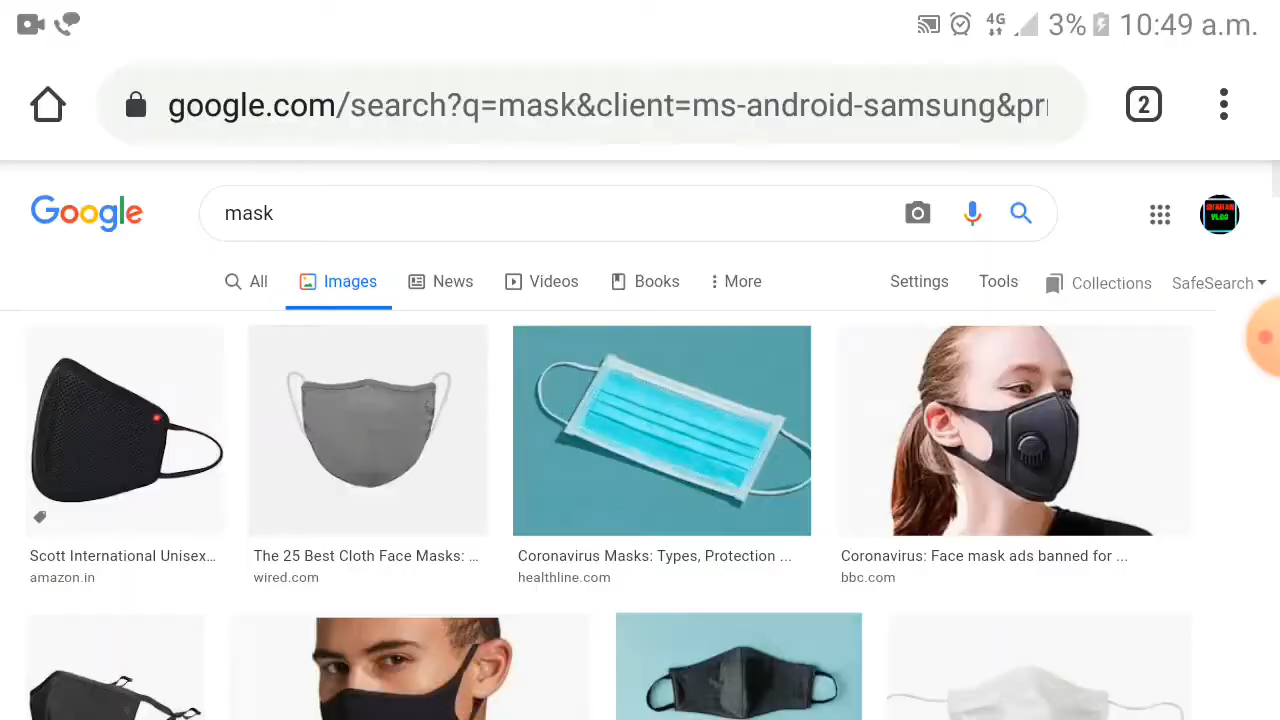 4G 3% 10:49 a.m.
google.com/search?q=mask&client=ms-android-samsung&pr
2
Google
mask
All Images News Videos Books More Settings Tools Collections SafeSearch
Scott International Unisex...
amazon.in
The 25 Best Cloth Face Masks: ...
wired.com
Coronavirus Masks: Types, Protection ...
healthline.com
Coronavirus: Face mask ads banned for ...
bbc.com